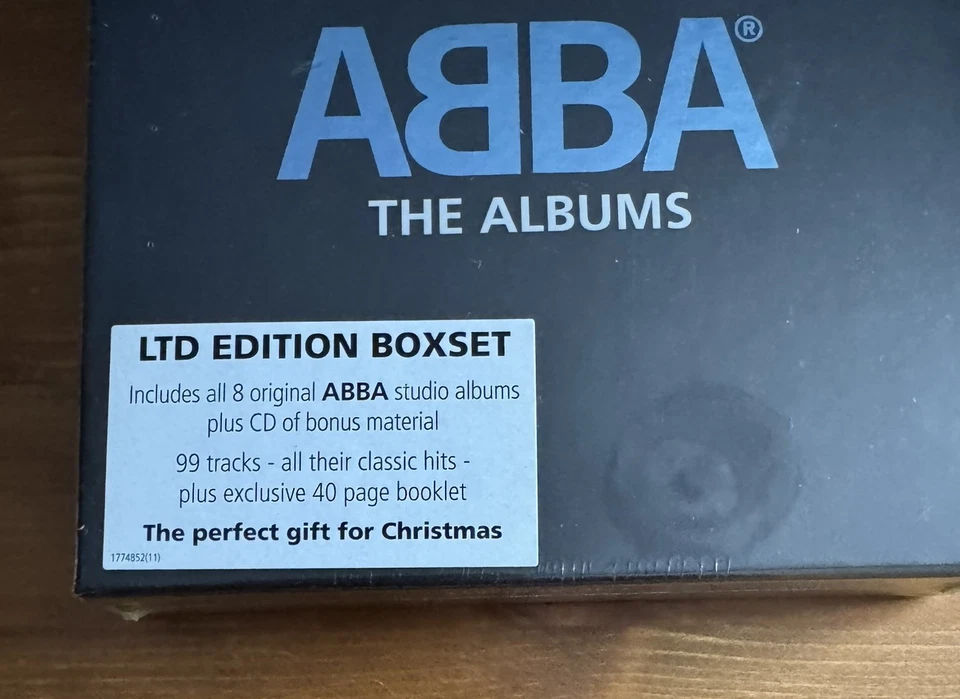 ABBA®
THE ALBUMS
LTD EDITION BOXSET
Includes all 8 original ABBA studio albums
plus CD of bonus material
99 tracks - all their classic hits -
plus exclusive 40 page booklet
The perfect gift for Christmas
1774852(11)